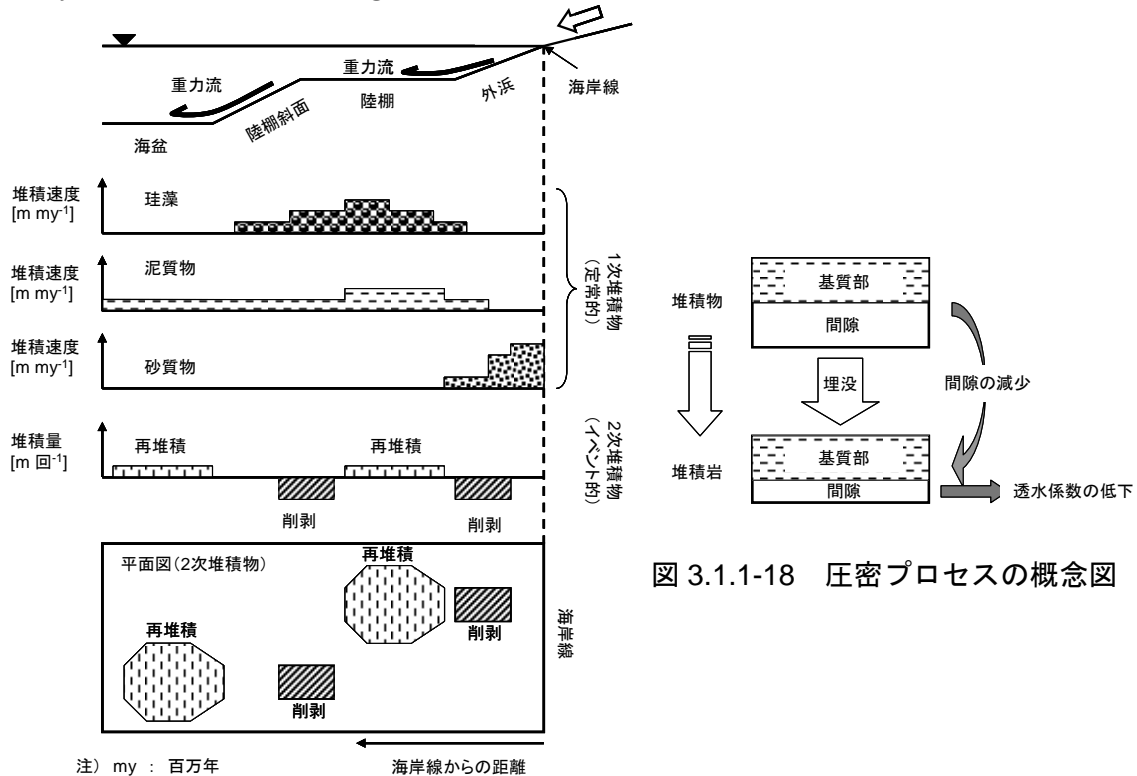 重力流
重力流
外浜
海岸線
陸棚
陸棚斜面
海盆
堆積速度
[m my-1]
珪藻
堆積速度
[m my-1]
泥質物
堆積速度
[m my-1]
砂質物
1次堆積物
(定常的)
堆積量
[m 回-1]
再堆積
再堆積
削剥
削剥
2次堆積物
(イベント的)
平面図(2次堆積物)
再堆積
削剥
再堆積
削剥
海岸線
注) my : 百万年
海岸線からの距離
堆積物
基質部
間隙
埋没
間隙の減少
堆積岩
基質部
間隙
透水係数の低下
図 3.1.1-18 圧密プロセスの概念図